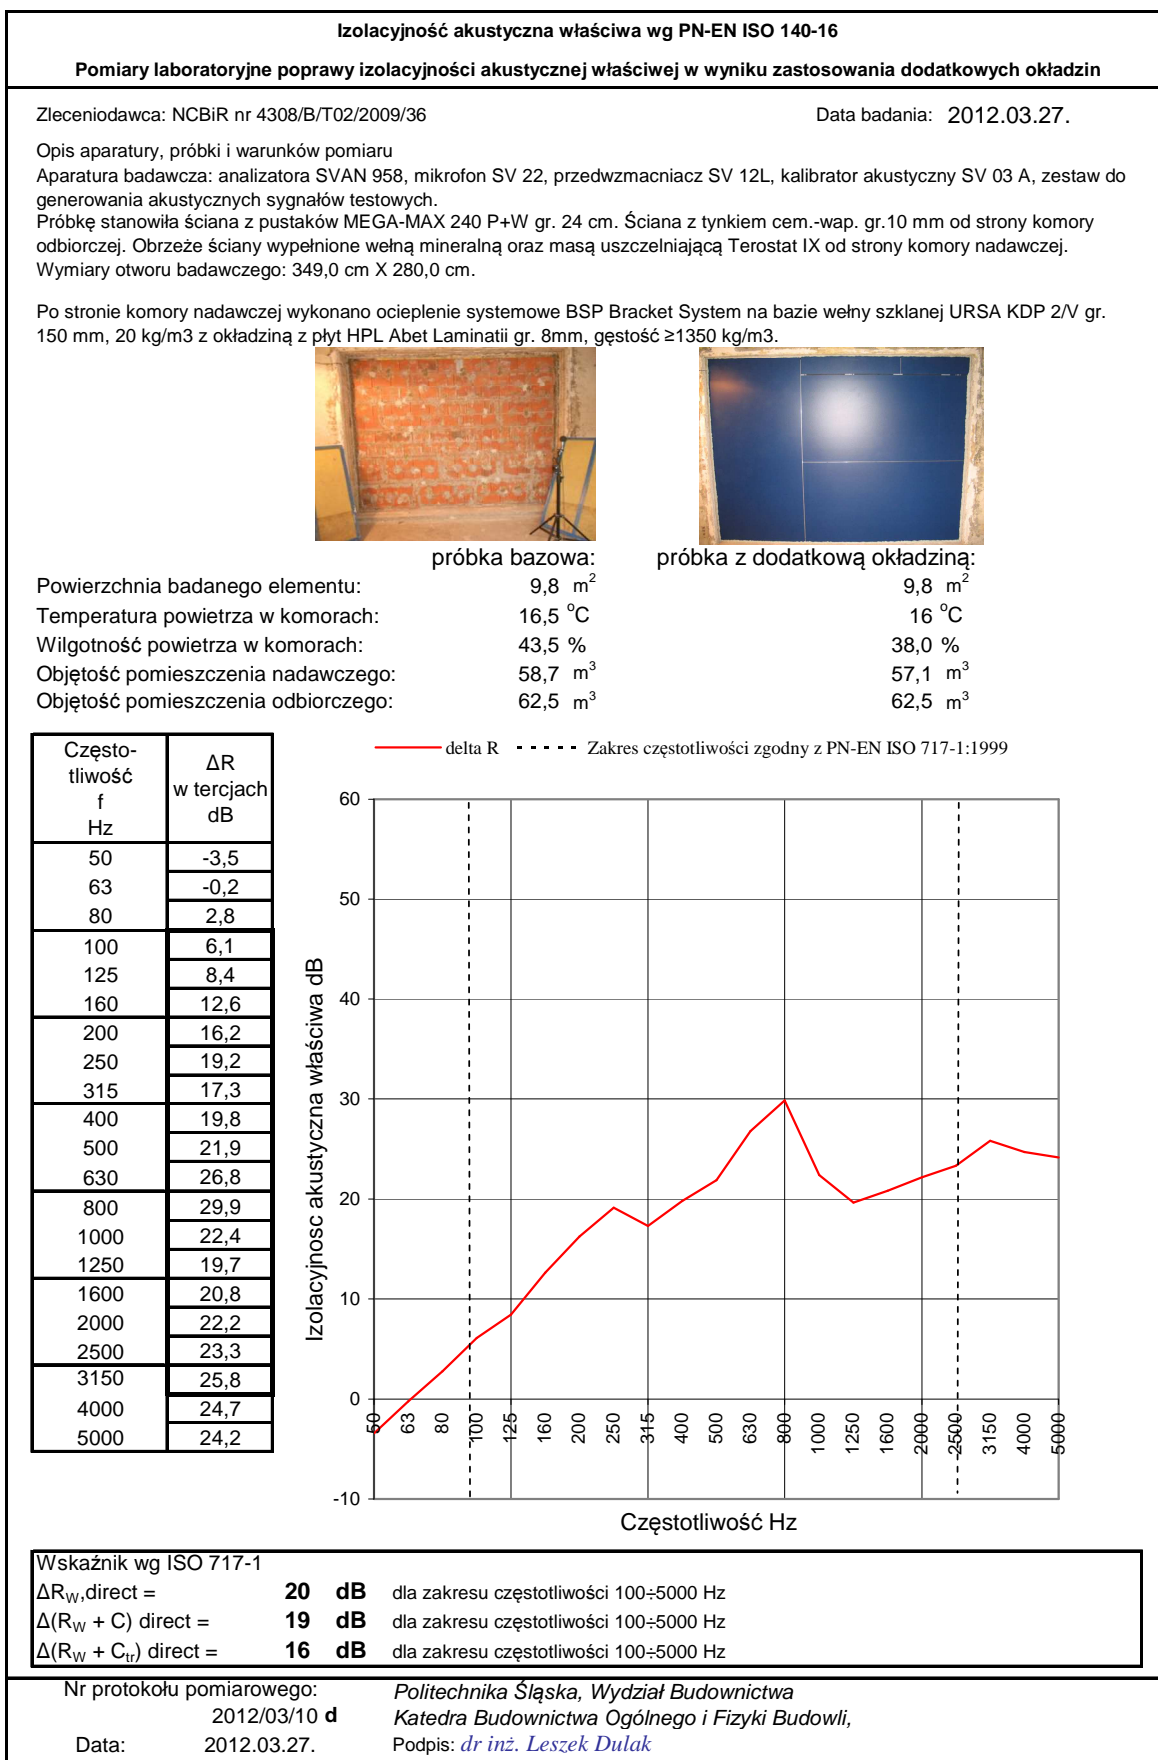 Izolacyjność akustyczna właściwa wg PN-EN ISO 140-16
Pomiary laboratoryjne poprawy izolacyjności akustycznej właściwej w wyniku zastosowania dodatkowych okładzin
Zleceniodawca: NCBiR nr 4308/B/T02/2009/36 Data badania: 2012.03.27.
Opis aparatury, próbki i warunków pomiaru
Aparatura badawcza: analizatora SVAN 958, mikrofon SV 22, przedwzmacniacz SV 12L, kalibrator akustyczny SV 03 A, zestaw do
generowania akustycznych sygnałów testowych.
Próbkę stanowiła ściana z pustaków MEGA-MAX 240 P+W gr. 24 cm. Ściana z tynkiem cem.-wap. gr.10 mm od strony komory
odbiorczej. Obrzeże ściany wypełnione wełną mineralną oraz masą uszczelniającą Terostat IX od strony komory nadawczej.
Wymiary otworu badawczego: 349,0 cm X 280,0 cm.
Po stronie komory nadawczej wykonano ocieplenie systemowe BSP Bracket System na bazie wełny szklanej URSA KDP 2/V gr.
150 mm, 20 kg/m3 z okładziną z płyt HPL Abet Laminatii gr. 8mm, gęstość ≥1350 kg/m3.
próbka bazowa: próbka z dodatkową okładziną:
Powierzchnia badanego elementu: 9,8 m² 9,8 m²
Temperatura powietrza w komorach: 16,5 °C 16 °C
Wilgotność powietrza w komorach: 43,5 % 38,0 %
Objętość pomieszczenia nadawczego: 58,7 m³ 57,1 m³
Objętość pomieszczenia odbiorczego: 62,5 m³ 62,5 m³
Często-
tliwość
f
Hz
ΔR
w tercjach
dB
50 -3,5
63 -0,2
80 2,8
100 6,1
125 8,4
160 12,6
200 16,2
250 19,2
315 17,3
400 19,8
500 21,9
630 26,8
800 29,9
1000 22,4
1250 19,7
1600 20,8
2000 22,2
2500 23,3
3150 25,8
4000 24,7
5000 24,2
delta R Zakres częstotliwości zgodny z PN-EN ISO 717-1:1999
Izolacyjnosc akustyczna właściwa dB
60
50
40
30
20
10
0
-10
50 63 80 100 125 160 200 250 315 400 500 630 800 1000 1250 1600 2000 2500 3150 4000 5000
Częstotliwość Hz
Wskaźnik wg ISO 717-1
ΔRW,direct = 20 dB dla zakresu częstotliwości 100÷5000 Hz
Δ(RW + C) direct = 19 dB dla zakresu częstotliwości 100÷5000 Hz
Δ(RW + Ctr) direct = 16 dB dla zakresu częstotliwości 100÷5000 Hz
Nr protokołu pomiarowego: Politechnika Śląska, Wydział Budownictwa
2012/03/10 d Katedra Budownictwa Ogólnego i Fizyki Budowli,
Data: 2012.03.27. Podpis: dr inż. Leszek Dulak